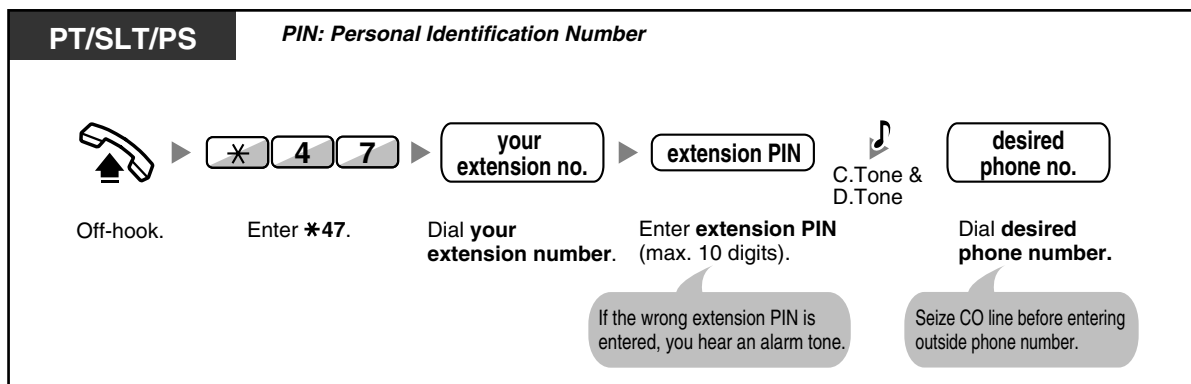 PT/SLT/PS
PIN: Personal Identification Number
✳ 4 7
your
extension no.
extension PIN
C.Tone &
D.Tone
desired
phone no.
Off-hook.
Enter ✳47.
Dial your
extension number.
Enter extension PIN
(max. 10 digits).
Dial desired
phone number.
If the wrong extension PIN is
entered, you hear an alarm tone.
Seize CO line before entering
outside phone number.